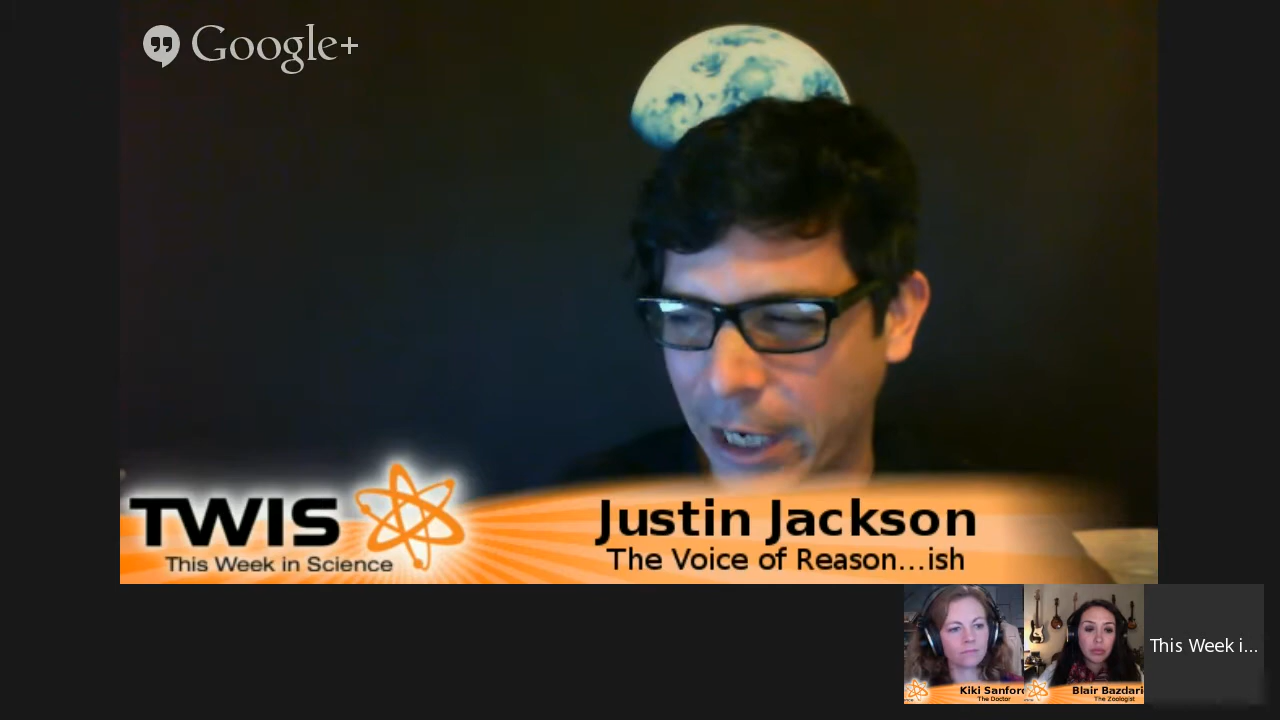 Google+
TWIS
This Week in Science
Justin Jackson
The Voice of Reason...ish
Kiki Sanford
The Doctor
Blair Bazdari
The Zoologist
This Week i...